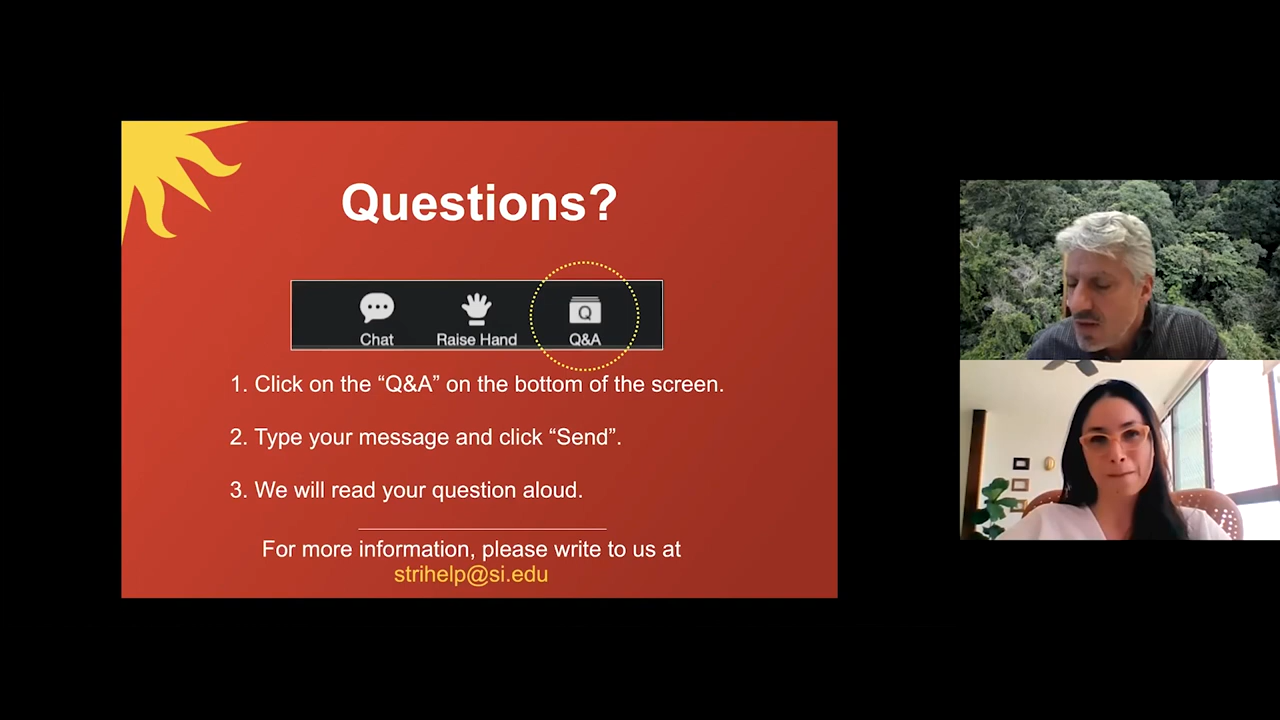 Questions?
Chat
Raise Hand
Q
Q&A
1. Click on the “Q&A” on the bottom of the screen.
2. Type your message and click “Send”.
3. We will read your question aloud.
For more information, please write to us at
strihelp@si.edu